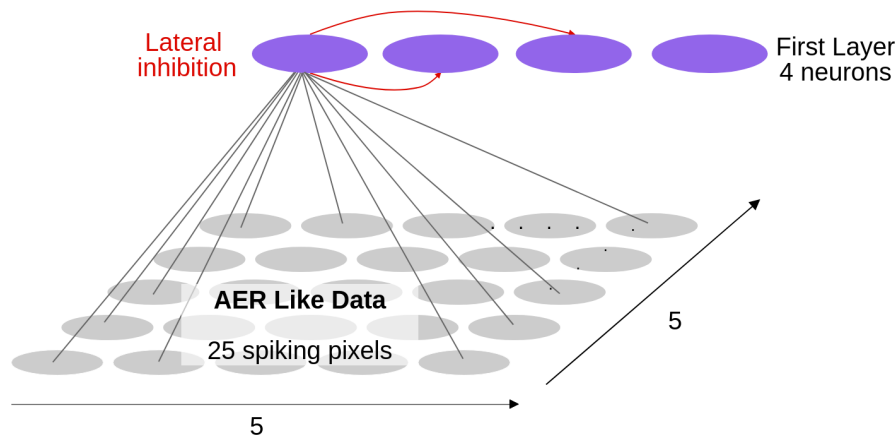 Lateral
inhibition
First Layer
4 neurons
AER Like Data
25 spiking pixels
5
5